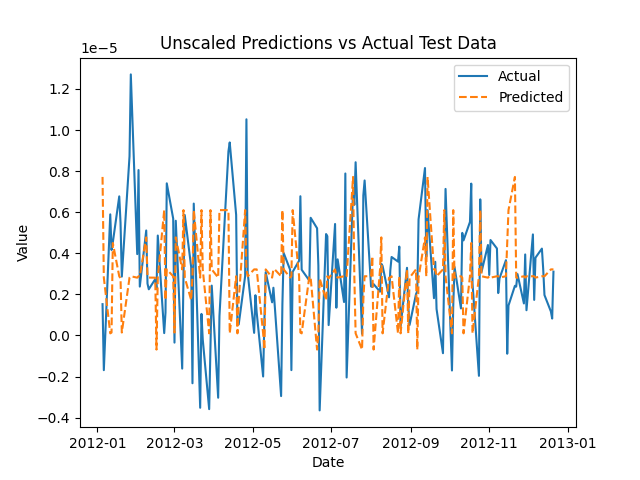 Unscaled Predictions vs Actual Test Data
1e−5
Actual
Predicted
1.2
1.0
0.8
0.6
0.4
0.2
0.0
−0.2
−0.4
Value
2012-01 2012-03 2012-05 2012-07 2012-09 2012-11 2013-01
Date